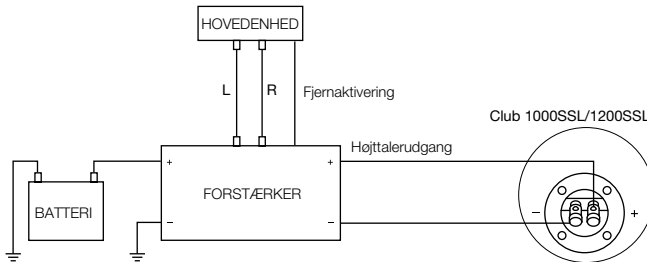 HOVEDENHED
L
R
Fjernaktivering
Club 1000SSL/1200SSL
Højttalerudgang
+
+
BATTERI
FORSTÆRKER
–
–
–
+